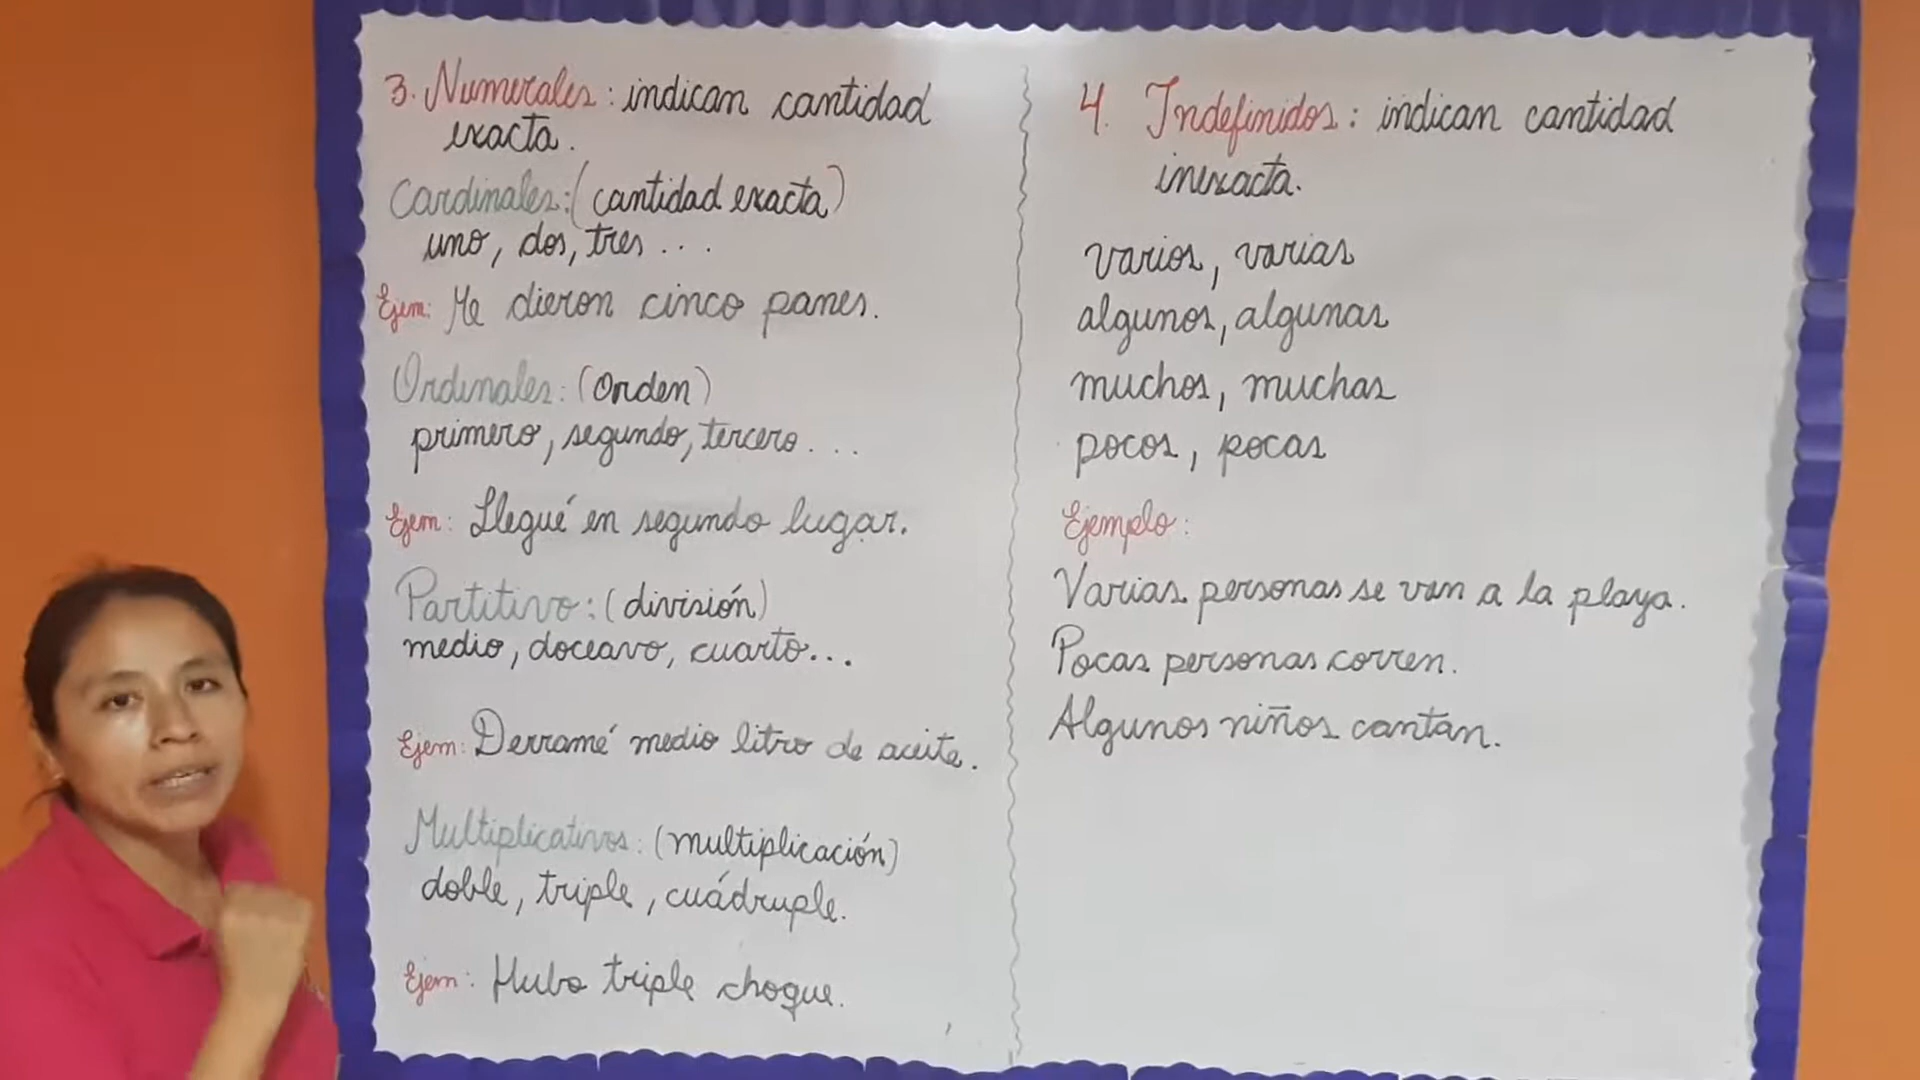 3. Numerales: indican cantidad
exacta.
Cardinales: (cantidad exacta)
uno, dos, tres...
Ejem: Me dieron cinco panes.
Ordinales: (Orden)
primero, segundo, tercero...
Ejem: Llegué en segundo lugar.
Partitivo: (división)
medio, doceavo, cuarto...
Ejem: Derramé medio litro de aceite.
Multiplicativos: (multiplicación)
doble, triple, cuádruple.
Ejem: Hubo triple choque.
4. Indefinidos: indican cantidad
inexacta.
varios, varias
algunos, algunas
muchos, muchas
pocos, pocas
Ejemplo:
Varias personas se van a la playa.
Pocas personas corren.
Algunos niños cantan.